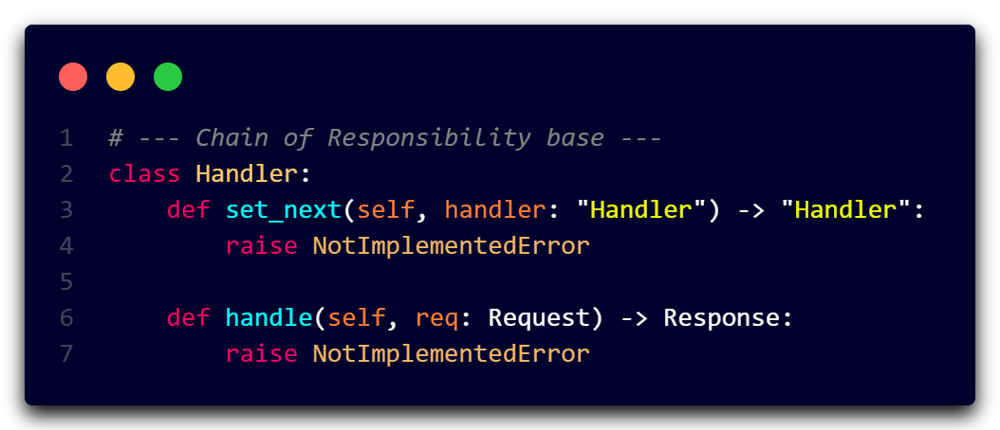 1 # --- Chain of Responsibility base ---
2 class Handler:
3     def set_next(self, handler: "Handler") -> "Handler":
4         raise NotImplementedError
5
6     def handle(self, req: Request) -> Response:
7         raise NotImplementedError